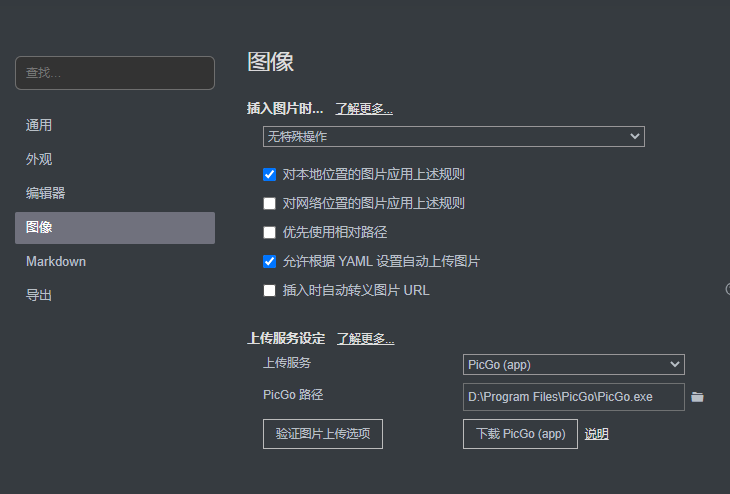 图像
查找...
插入图片时... 了解更多...
通用
无特殊操作
外观
对本地位置的图片应用上述规则
编辑器
对网络位置的图片应用上述规则
图像
优先使用相对路径
Markdown
允许根据 YAML 设置自动上传图片
导出
插入时自动转义图片 URL
上传服务设定 了解更多...
上传服务 PicGo (app)
PicGo 路径 D:\Program Files\PicGo\PicGo.exe
验证图片上传选项 下载 PicGo (app) 说明